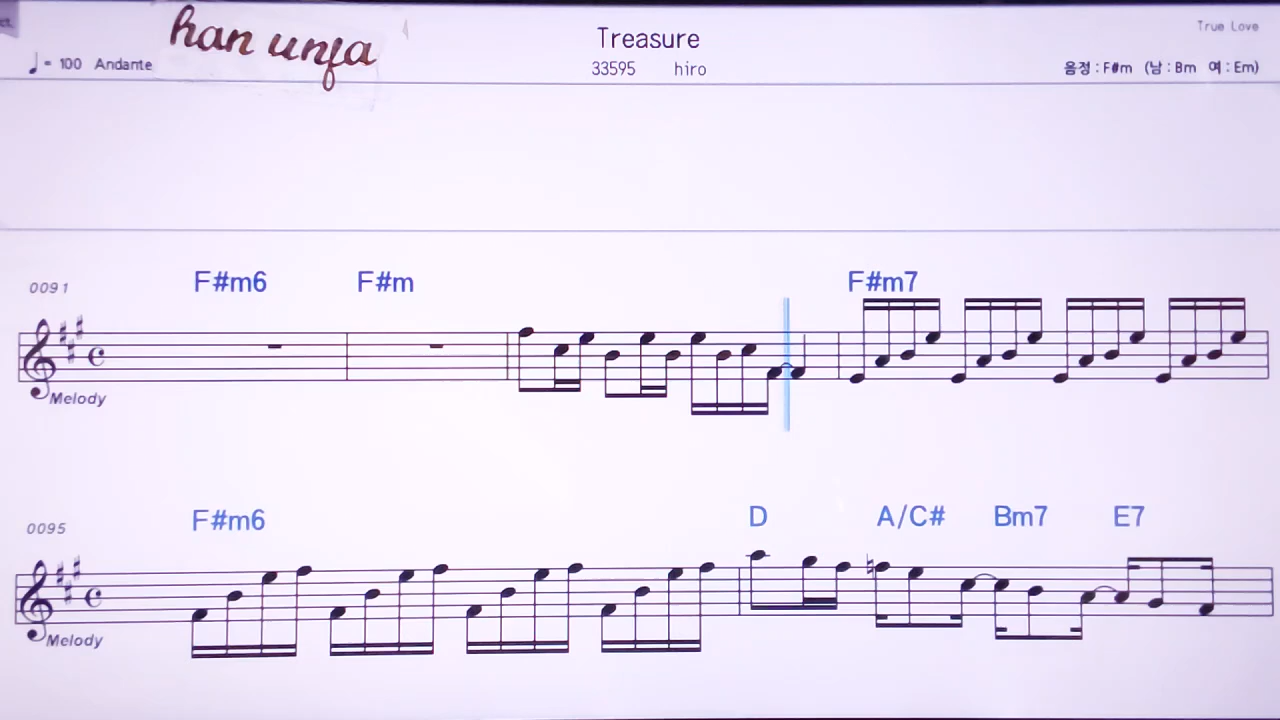 han unfa
Treasure
True Love
♩= 100 Andante
33595 hiro
음정 : F#m (남 : Bm 여 : Em)
0091
F#m6 F#m F#m7
Melody
0095
F#m6 D A/C# Bm7 E7
Melody